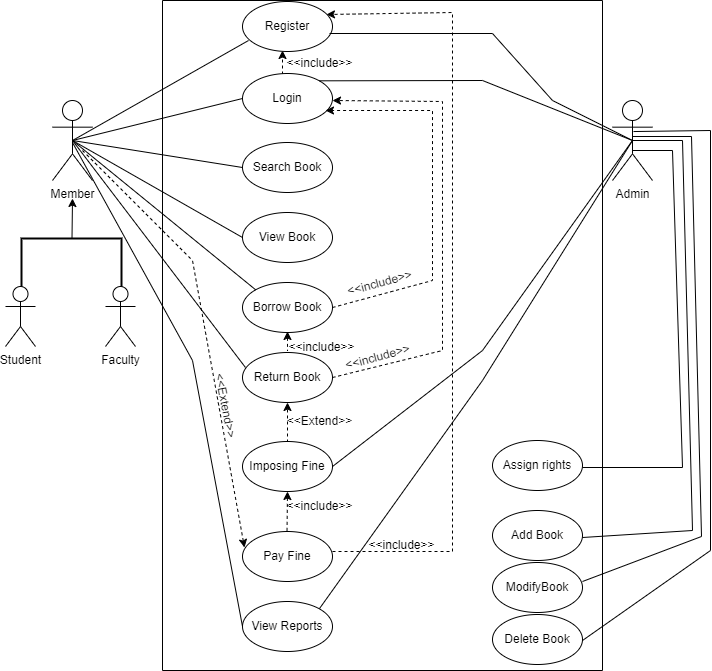 Register
<<include>>
Login
Search Book
Member
Admin
View Book
<<include>>
Borrow Book
<<include>>
<<include>>
Student
Faculty
Return Book
<<Extend>>
<<Extend>>
Imposing Fine
Assign rights
<<include>>
Add Book
<<include>>
Pay Fine
ModifyBook
View Reports
Delete Book